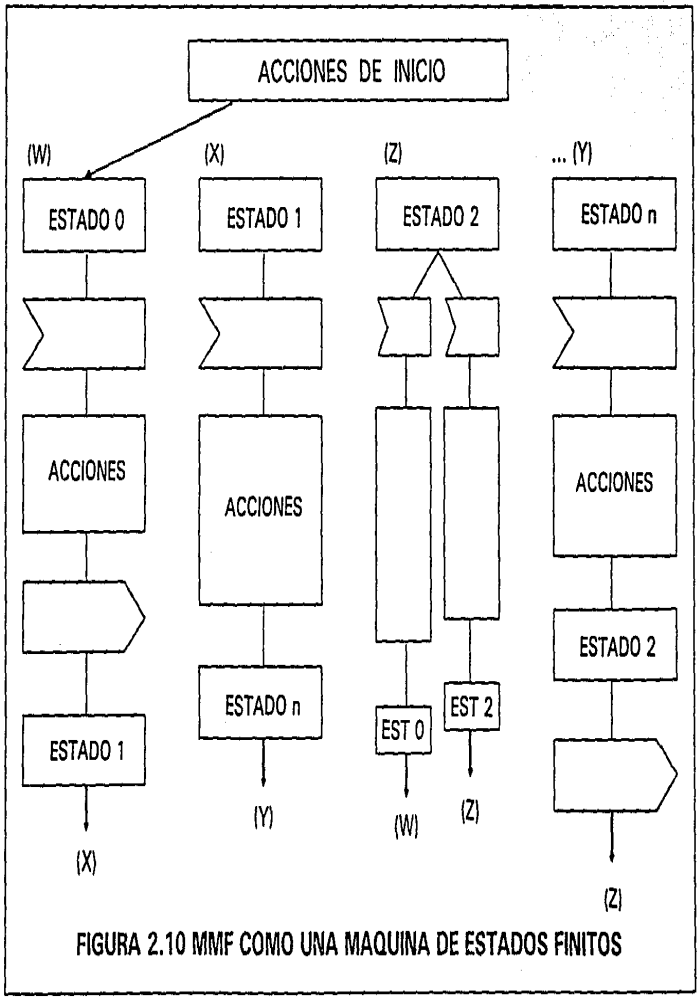 ACCIONES DE INICIO
(W)
ESTADO 0
ACCIONES
ESTADO 1
(X)
(X)
ESTADO 1
ACCIONES
ESTADO n
(Y)
(Z)
ESTADO 2
EST 0
(W)
EST 2
(Z)
... (Y)
ESTADO n
ACCIONES
ESTADO 2
(Z)
FIGURA 2.10 MMF COMO UNA MAQUINA DE ESTADOS FINITOS